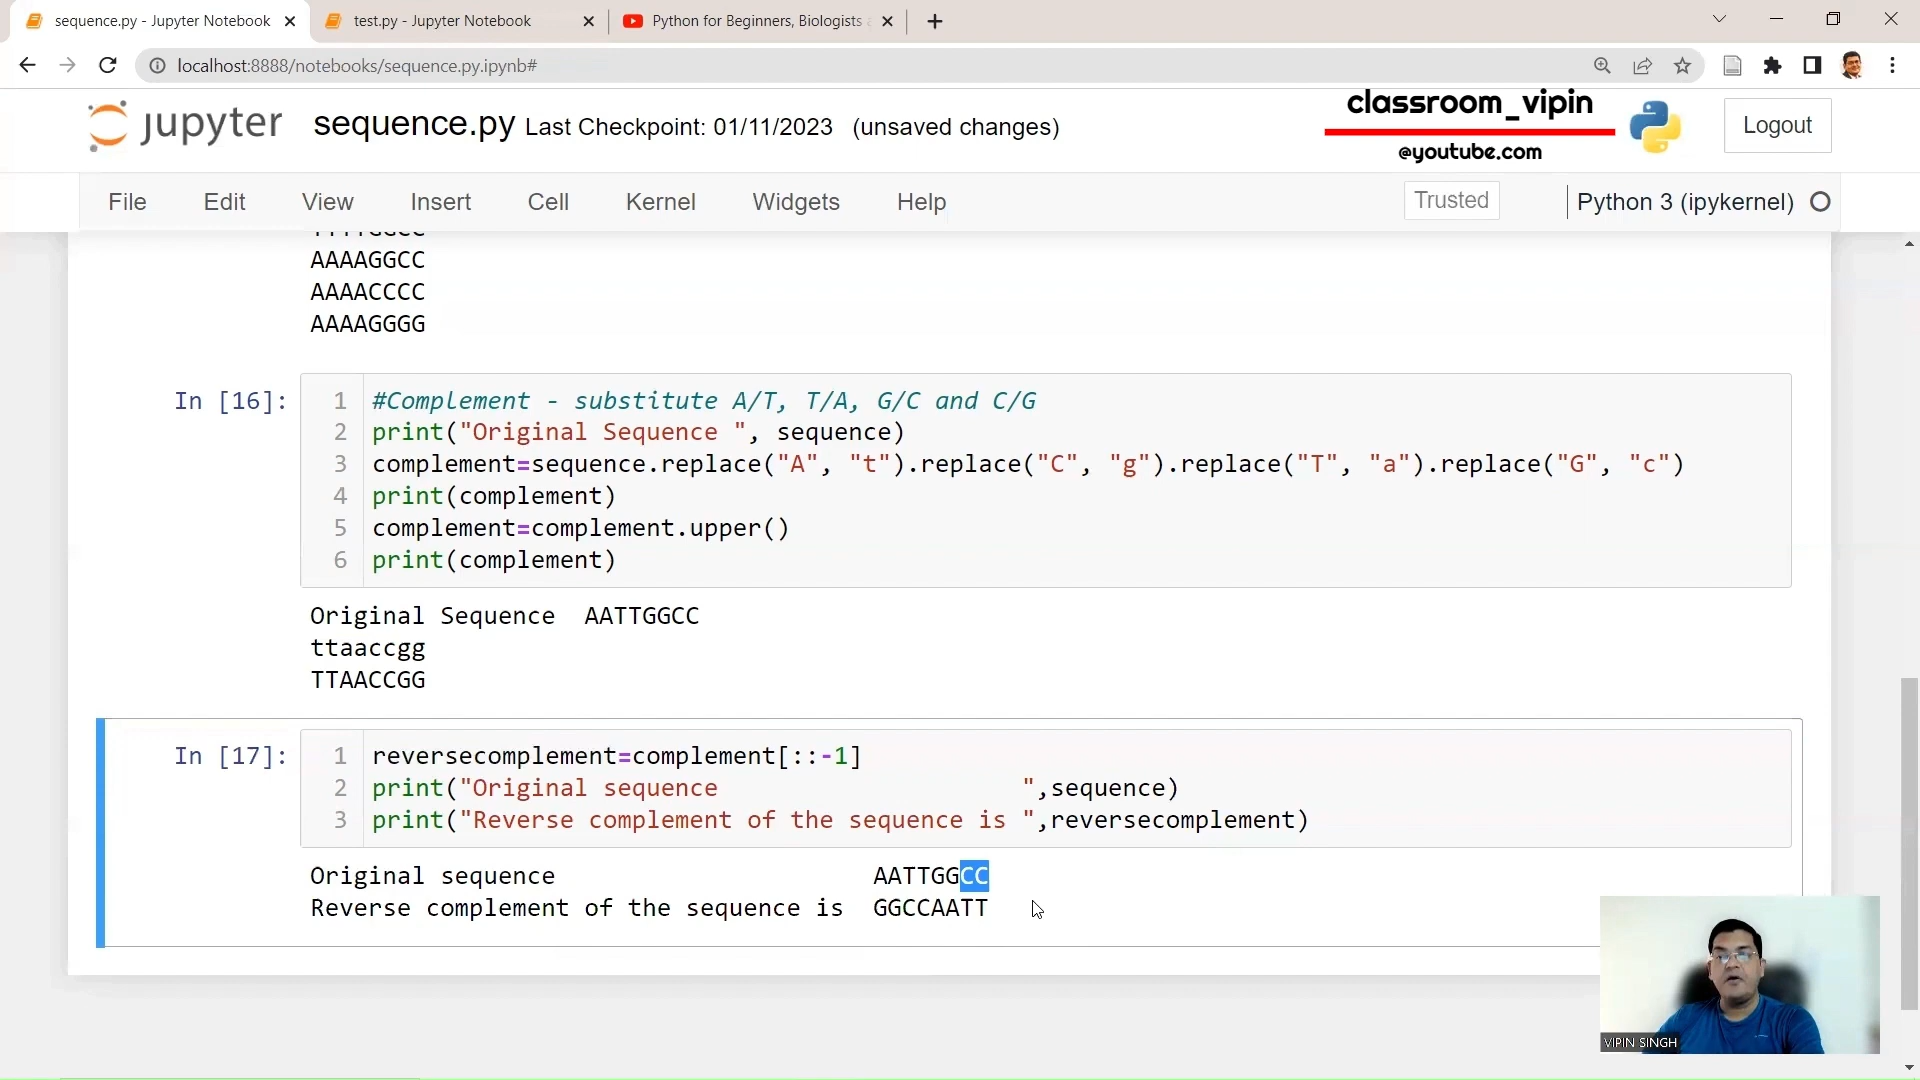 sequence.py - Jupyter Notebook
test.py - Jupyter Notebook
Python for Beginners, Biologists
localhost:8888/notebooks/sequence.py.ipynb#
jupyter sequence.py Last Checkpoint: 01/11/2023 (unsaved changes)
classroom_vipin
@youtube.com
Logout
File Edit View Insert Cell Kernel Widgets Help
Trusted
Python 3 (ipykernel)
AAAAGGCC
AAAACCCC
AAAAGGGG
In [16]:
1 #Complement - substitute A/T, T/A, G/C and C/G
2 print("Original Sequence ", sequence)
3 complement=sequence.replace("A", "t").replace("C", "g").replace("T", "a").replace("G", "c")
4 print(complement)
5 complement=complement.upper()
6 print(complement)
Original Sequence  AATTGGCC
ttaaccgg
TTAACCGG
In [17]:
1 reversecomplement=complement[::-1]
2 print("Original sequence                     ",sequence)
3 print("Reverse complement of the sequence is ",reversecomplement)
Original sequence                      AATTGGCC
Reverse complement of the sequence is  GGCCAATT
VIPIN SINGH